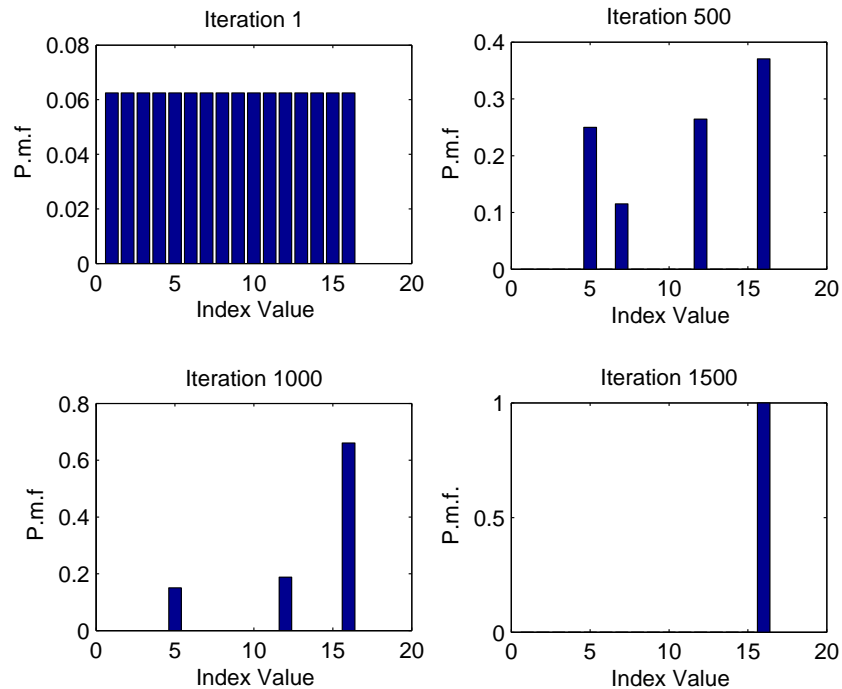 Iteration 1
0.08
0.06
0.04
0.02
0
P.m.f
0 5 10 15 20
Index Value
Iteration 500
0.4
0.3
0.2
0.1
0
P.m.f
0 5 10 15 20
Index Value
Iteration 1000
0.8
0.6
0.4
0.2
0
P.m.f
0 5 10 15 20
Index Value
Iteration 1500
1
0.5
0
P.m.f.
0 5 10 15 20
Index Value